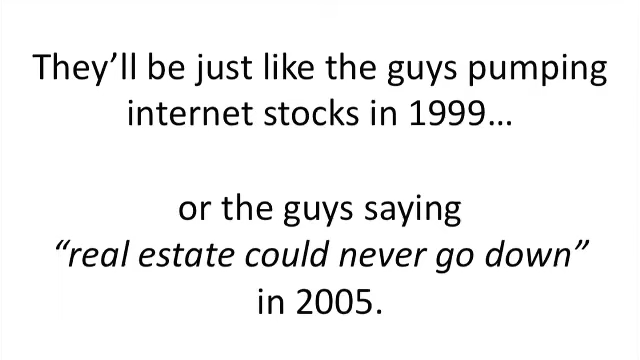 They’ll be just like the guys pumping
internet stocks in 1999…
or the guys saying
“real estate could never go down”
in 2005.